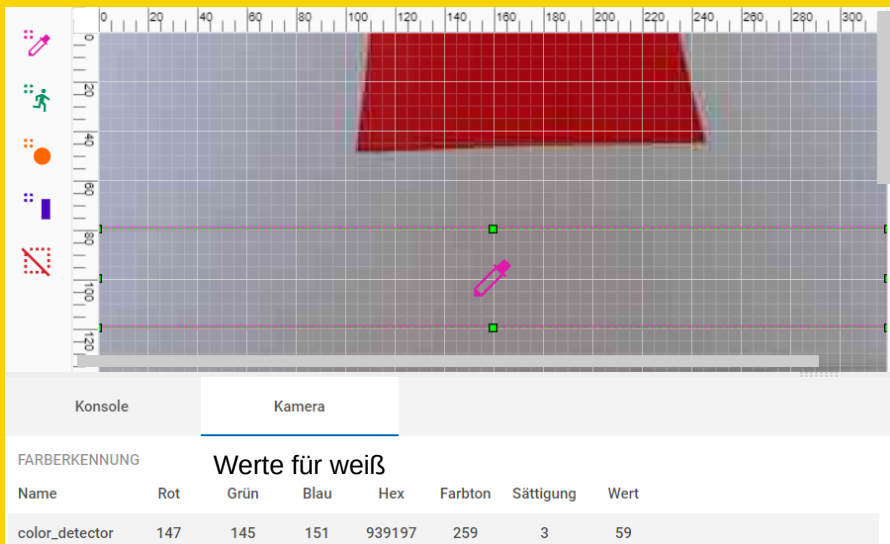 0 20 40 60 80 100 120 140 160 180 200 220 240 260 280 300
0
20
40
60
80
100
120
Konsole Kamera
FARBERKENNUNG Werte für weiß
Name Rot Grün Blau Hex Farbton Sättigung Wert
color_detector 147 145 151 939197 259 3 59